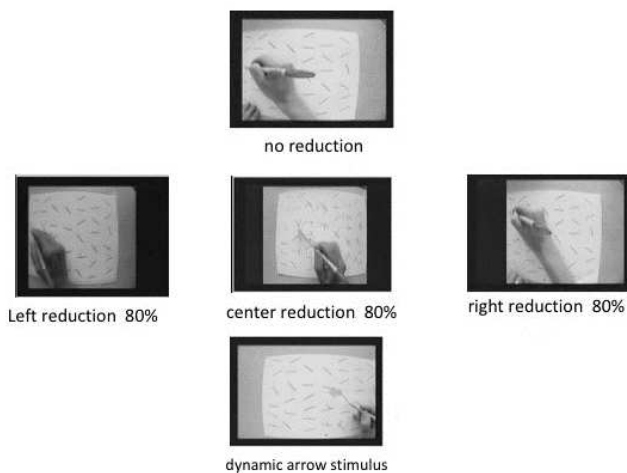 no reduction
Left reduction 80%
center reduction 80%
right reduction 80%
dynamic arrow stimulus